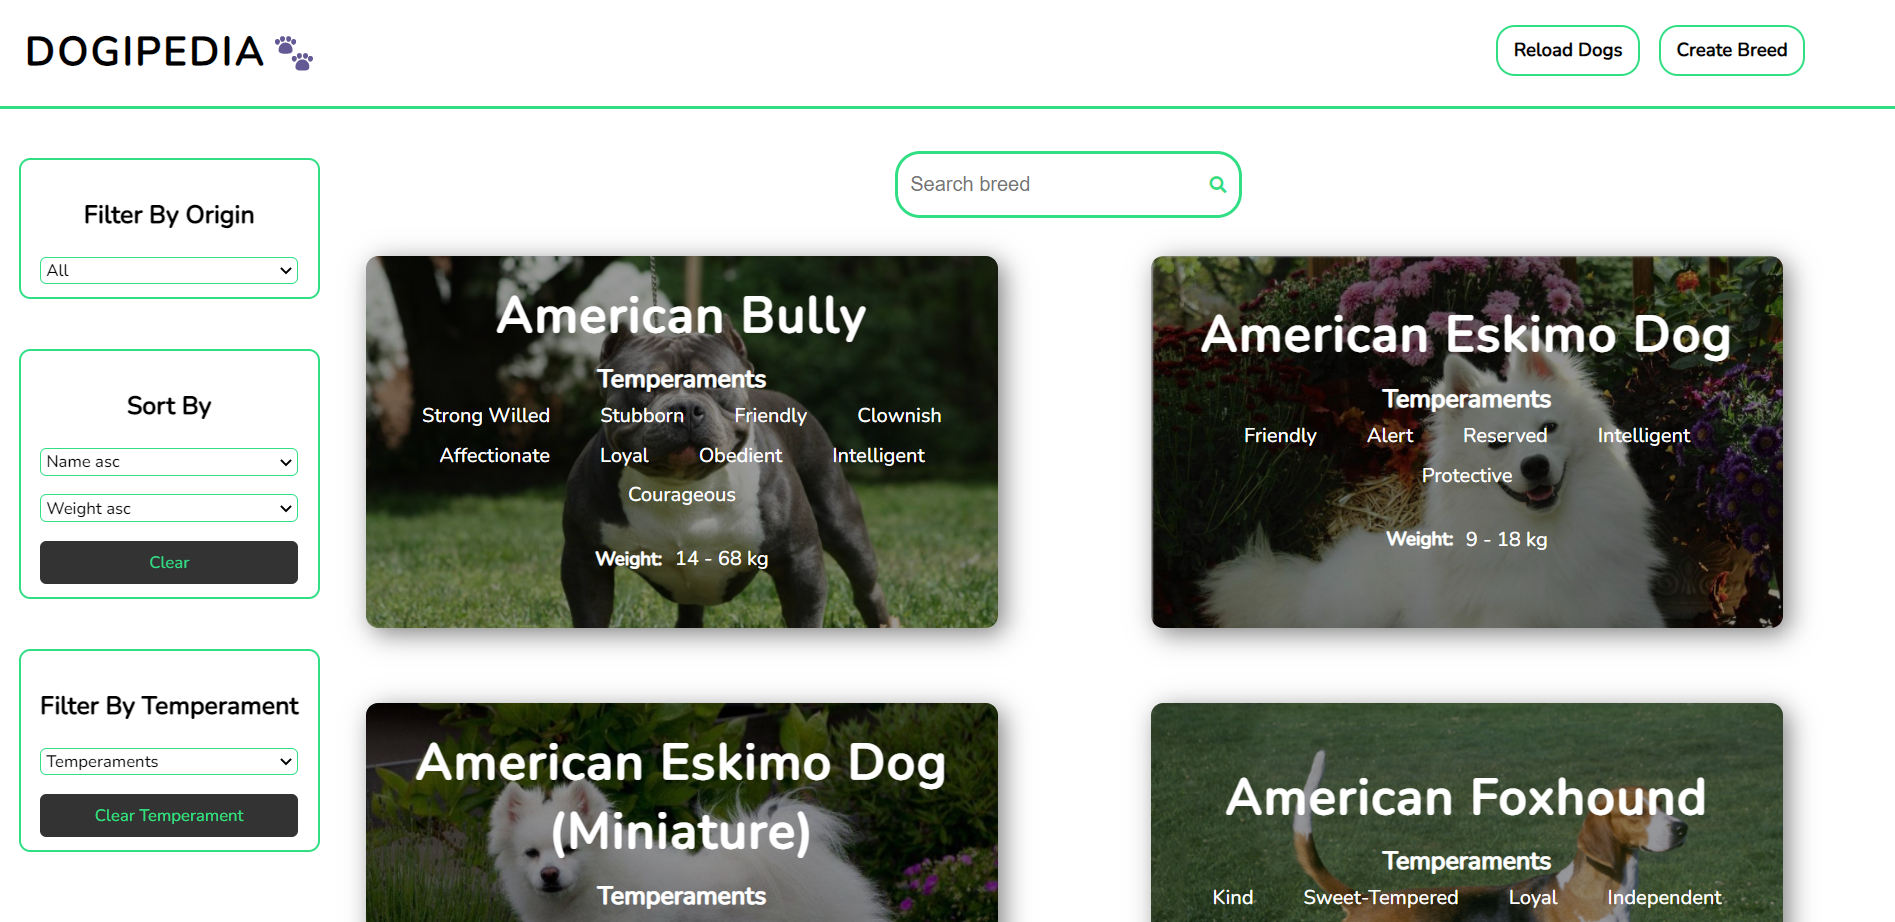 DOGIPEDIA
Reload Dogs
Create Breed
Filter By Origin
All
Sort By
Name asc
Weight asc
Clear
Filter By Temperament
Temperaments
Clear Temperament
Search breed
American Bully
Temperaments
Strong Willed Stubborn Friendly Clownish
Affectionate Loyal Obedient Intelligent
Courageous
Weight: 14 - 68 kg
American Eskimo Dog
Temperaments
Friendly Alert Reserved Intelligent
Protective
Weight: 9 - 18 kg
American Eskimo Dog
(Miniature)
Temperaments
American Foxhound
Temperaments
Kind Sweet-Tempered Loyal Independent